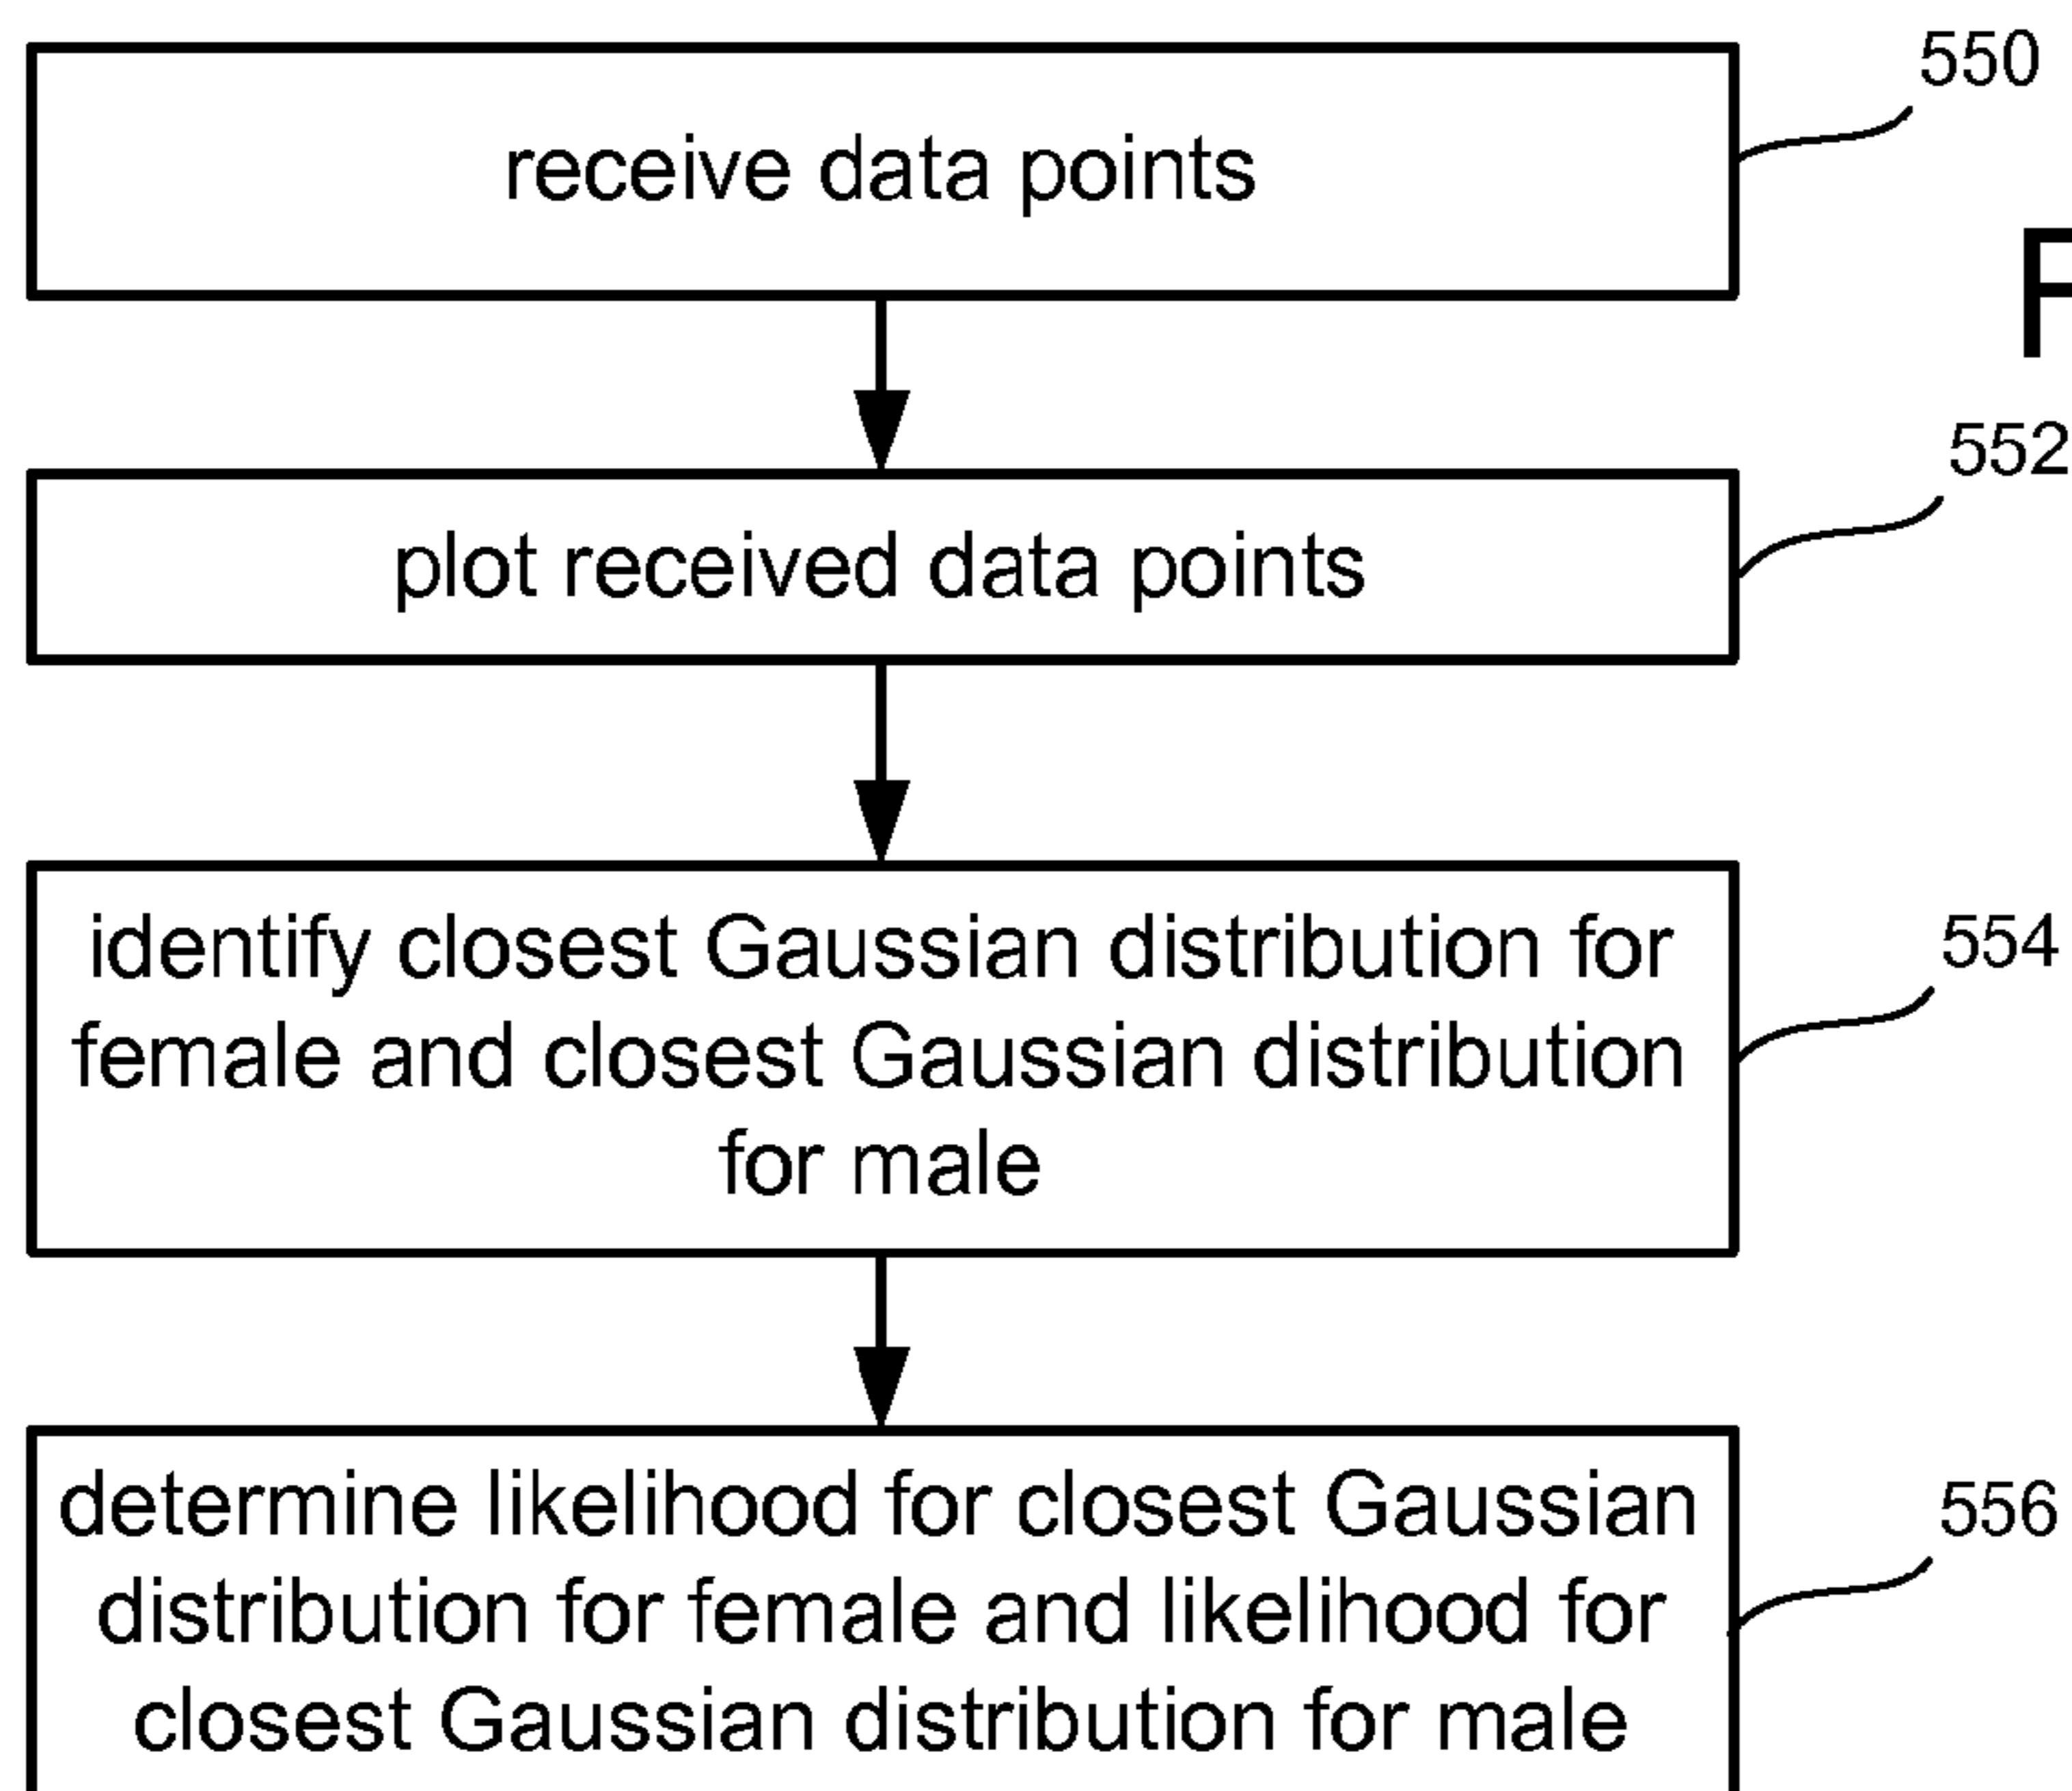 receive data points
550
F
plot received data points
552
identify closest Gaussian distribution for
female and closest Gaussian distribution
for male
554
determine likelihood for closest Gaussian
distribution for female and likelihood for
closest Gaussian distribution for male
556